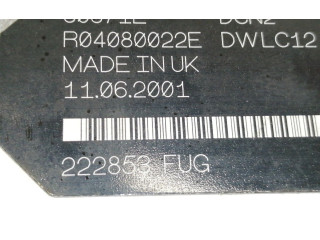 R04080022E DWLC12
MADE IN UK
11.06.2001
222853 FUG